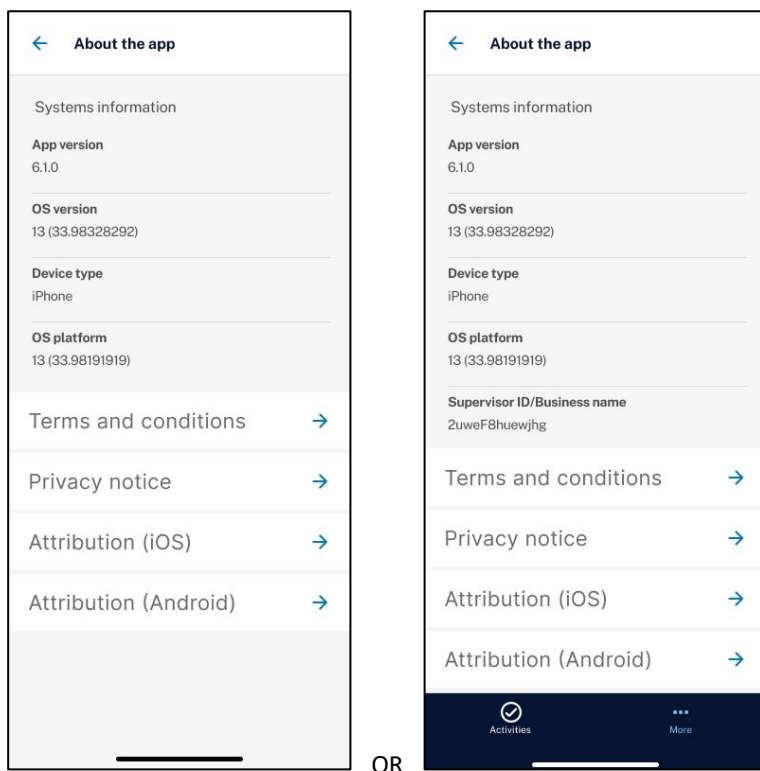 About the app
Systems information
App version
6.1.0
OS version
13 (33.98328292)
Device type
iPhone
OS platform
13 (33.98191919)
Terms and conditions
Privacy notice
Attribution (iOS)
Attribution (Android)
OR
About the app
Systems information
App version
6.1.0
OS version
13 (33.98328292)
Device type
iPhone
OS platform
13 (33.98191919)
Supervisor ID/Business name
2uweF8huewjhg
Terms and conditions
Privacy notice
Attribution (iOS)
Attribution (Android)
Activities
More